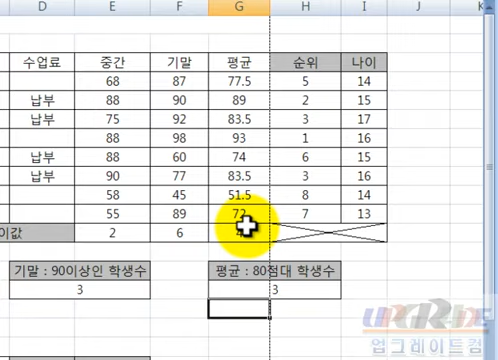 D E F G H I J K
수업료 중간 기말 평균 순위 나이
68 87 77.5 5 14
납부 88 90 89 2 15
납부 75 92 83.5 3 17
88 98 93 1 16
납부 88 60 74 6 15
납부 90 77 83.5 3 16
58 45 51.5 8 14
55 89 72 7 13
이값 2 6
기말 : 90이상인 학생수 평균 : 80점대 학생수
3 3
UPGRADE
업그레이드컴